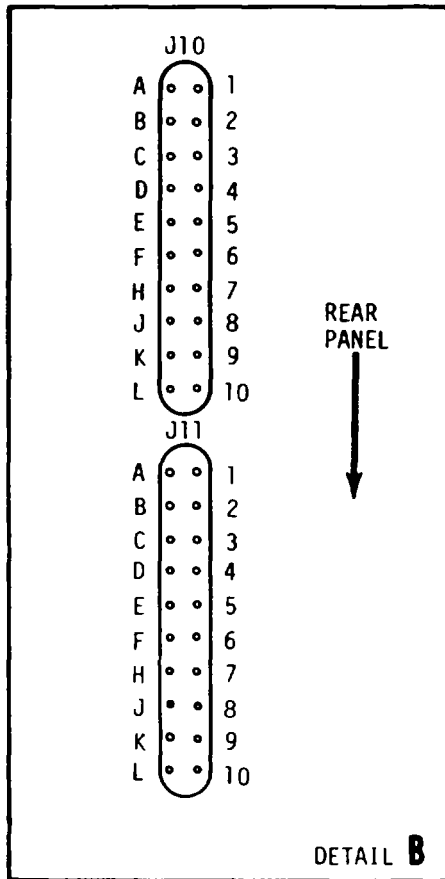 J10
A 1
B 2
C 3
D 4
E 5
F 6
H 7
J 8
K 9
L 10
REAR
PANEL
J11
A 1
B 2
C 3
D 4
E 5
F 6
H 7
J 8
K 9
L 10
DETAIL B